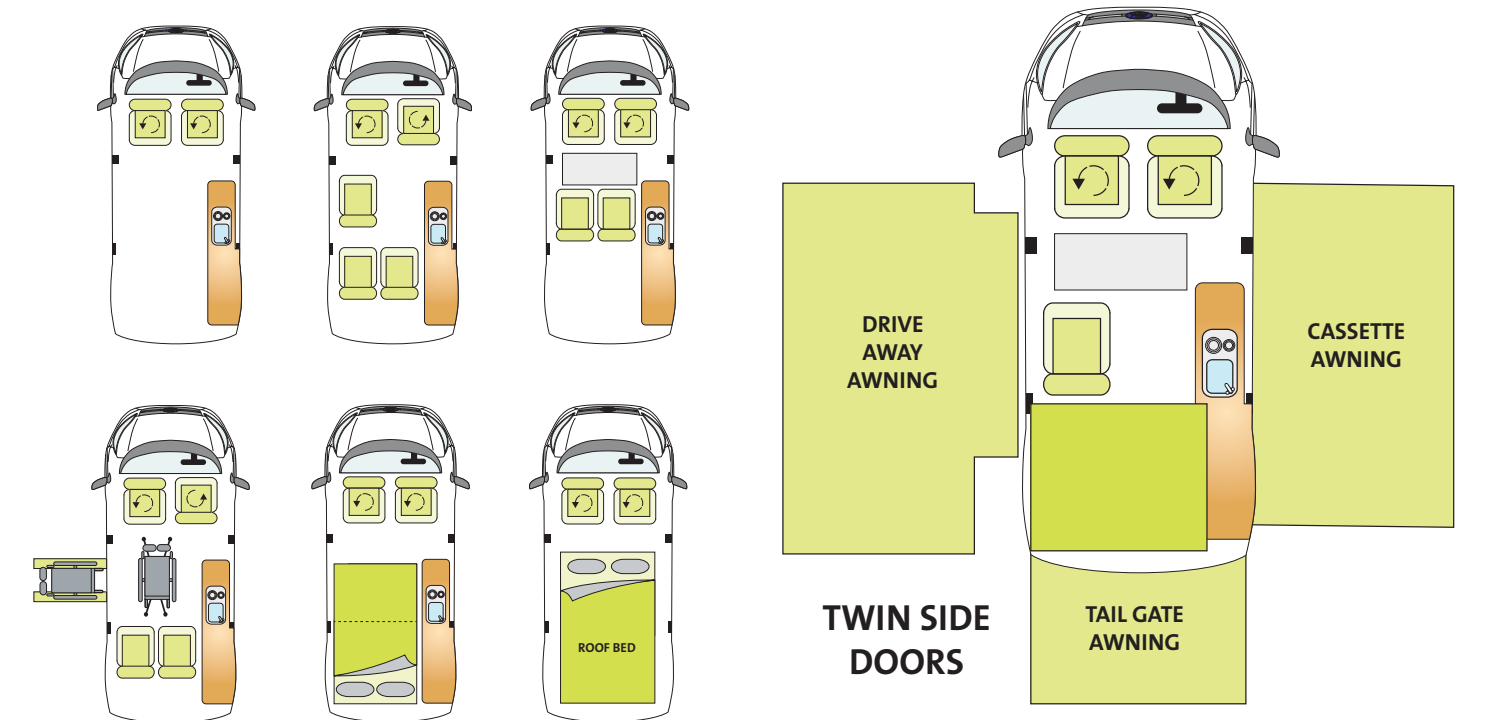 DRIVE
AWAY
AWNING
CASSETTE
AWNING
ROOF BED
TWIN SIDE
DOORS
TAIL GATE
AWNING